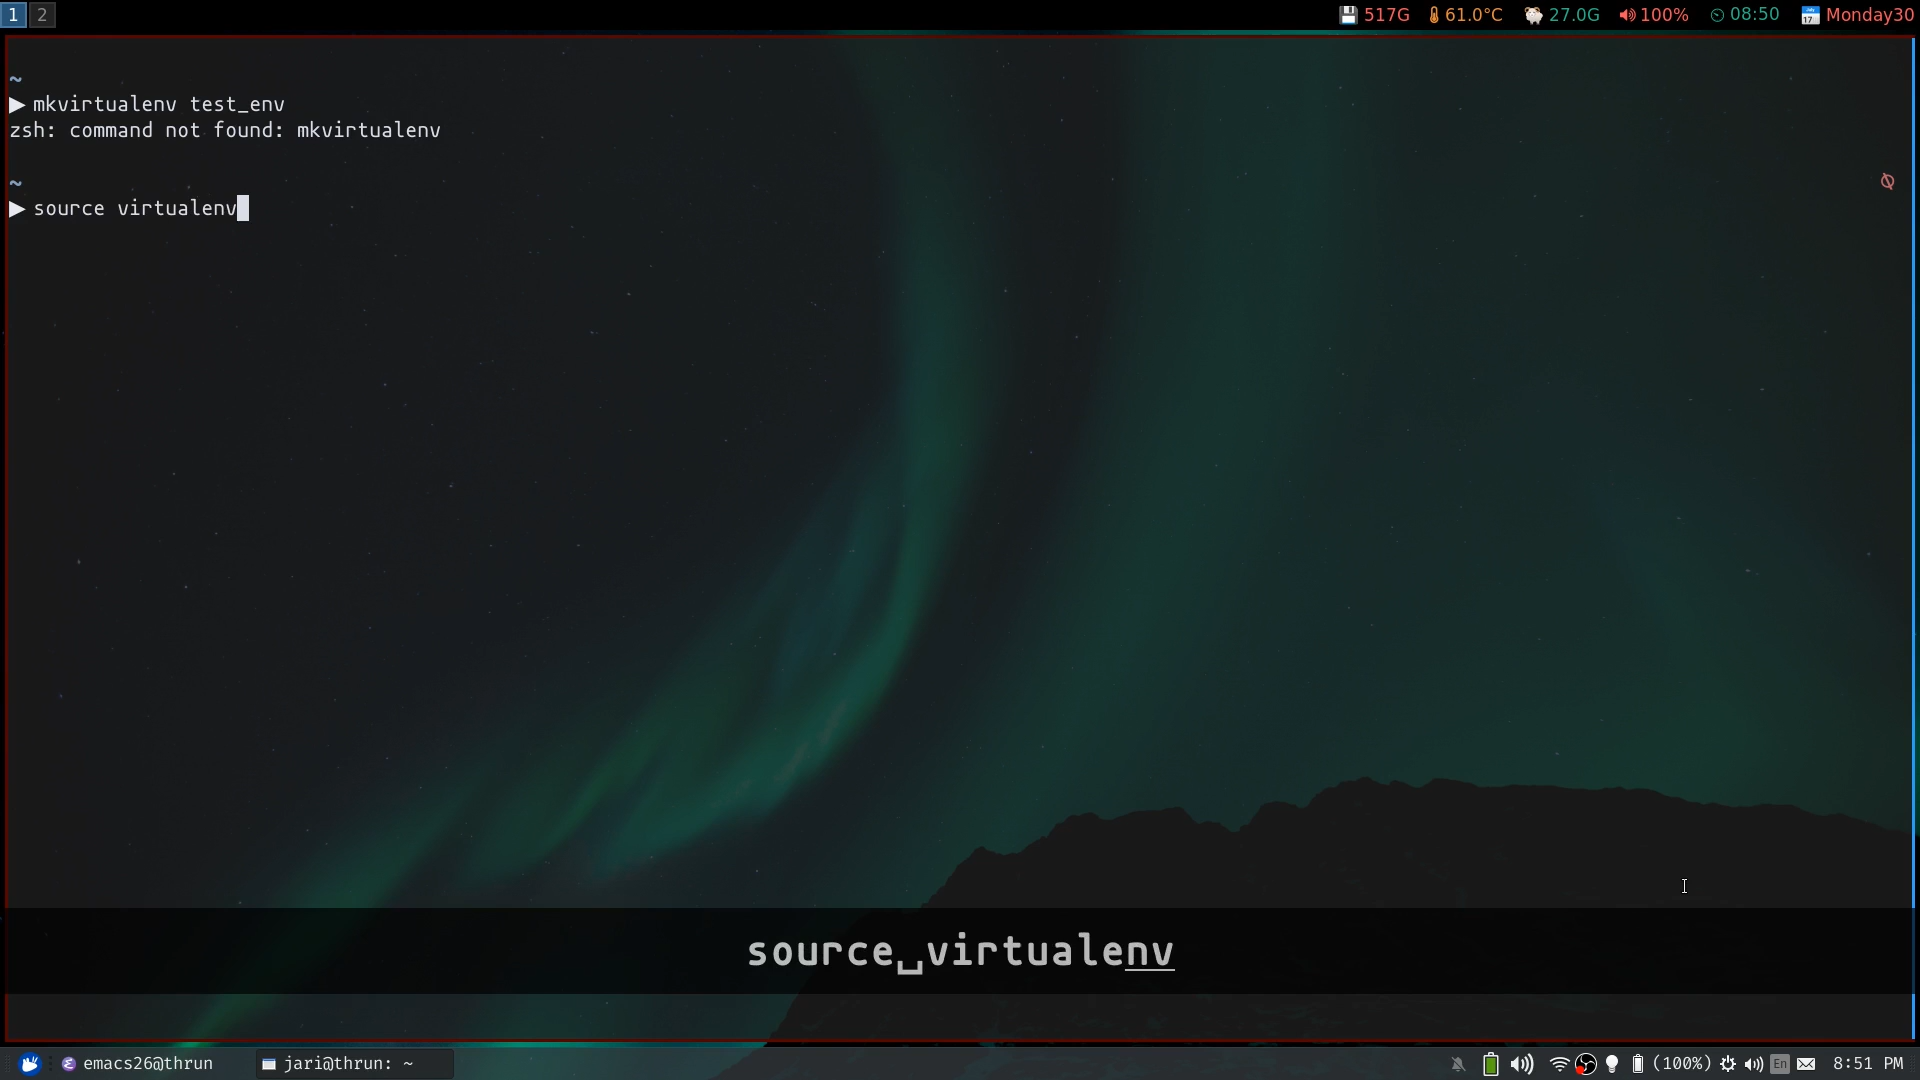 1 2 517G 61.0°C 27.0G 100% 08:50 Monday30
~
▶ mkvirtualenv test_env
zsh: command not found: mkvirtualenv
~
▶ source virtualenv
source␣virtualenv
emacs26@thrun jari@thrun: ~ (100%) En 8:51 PM